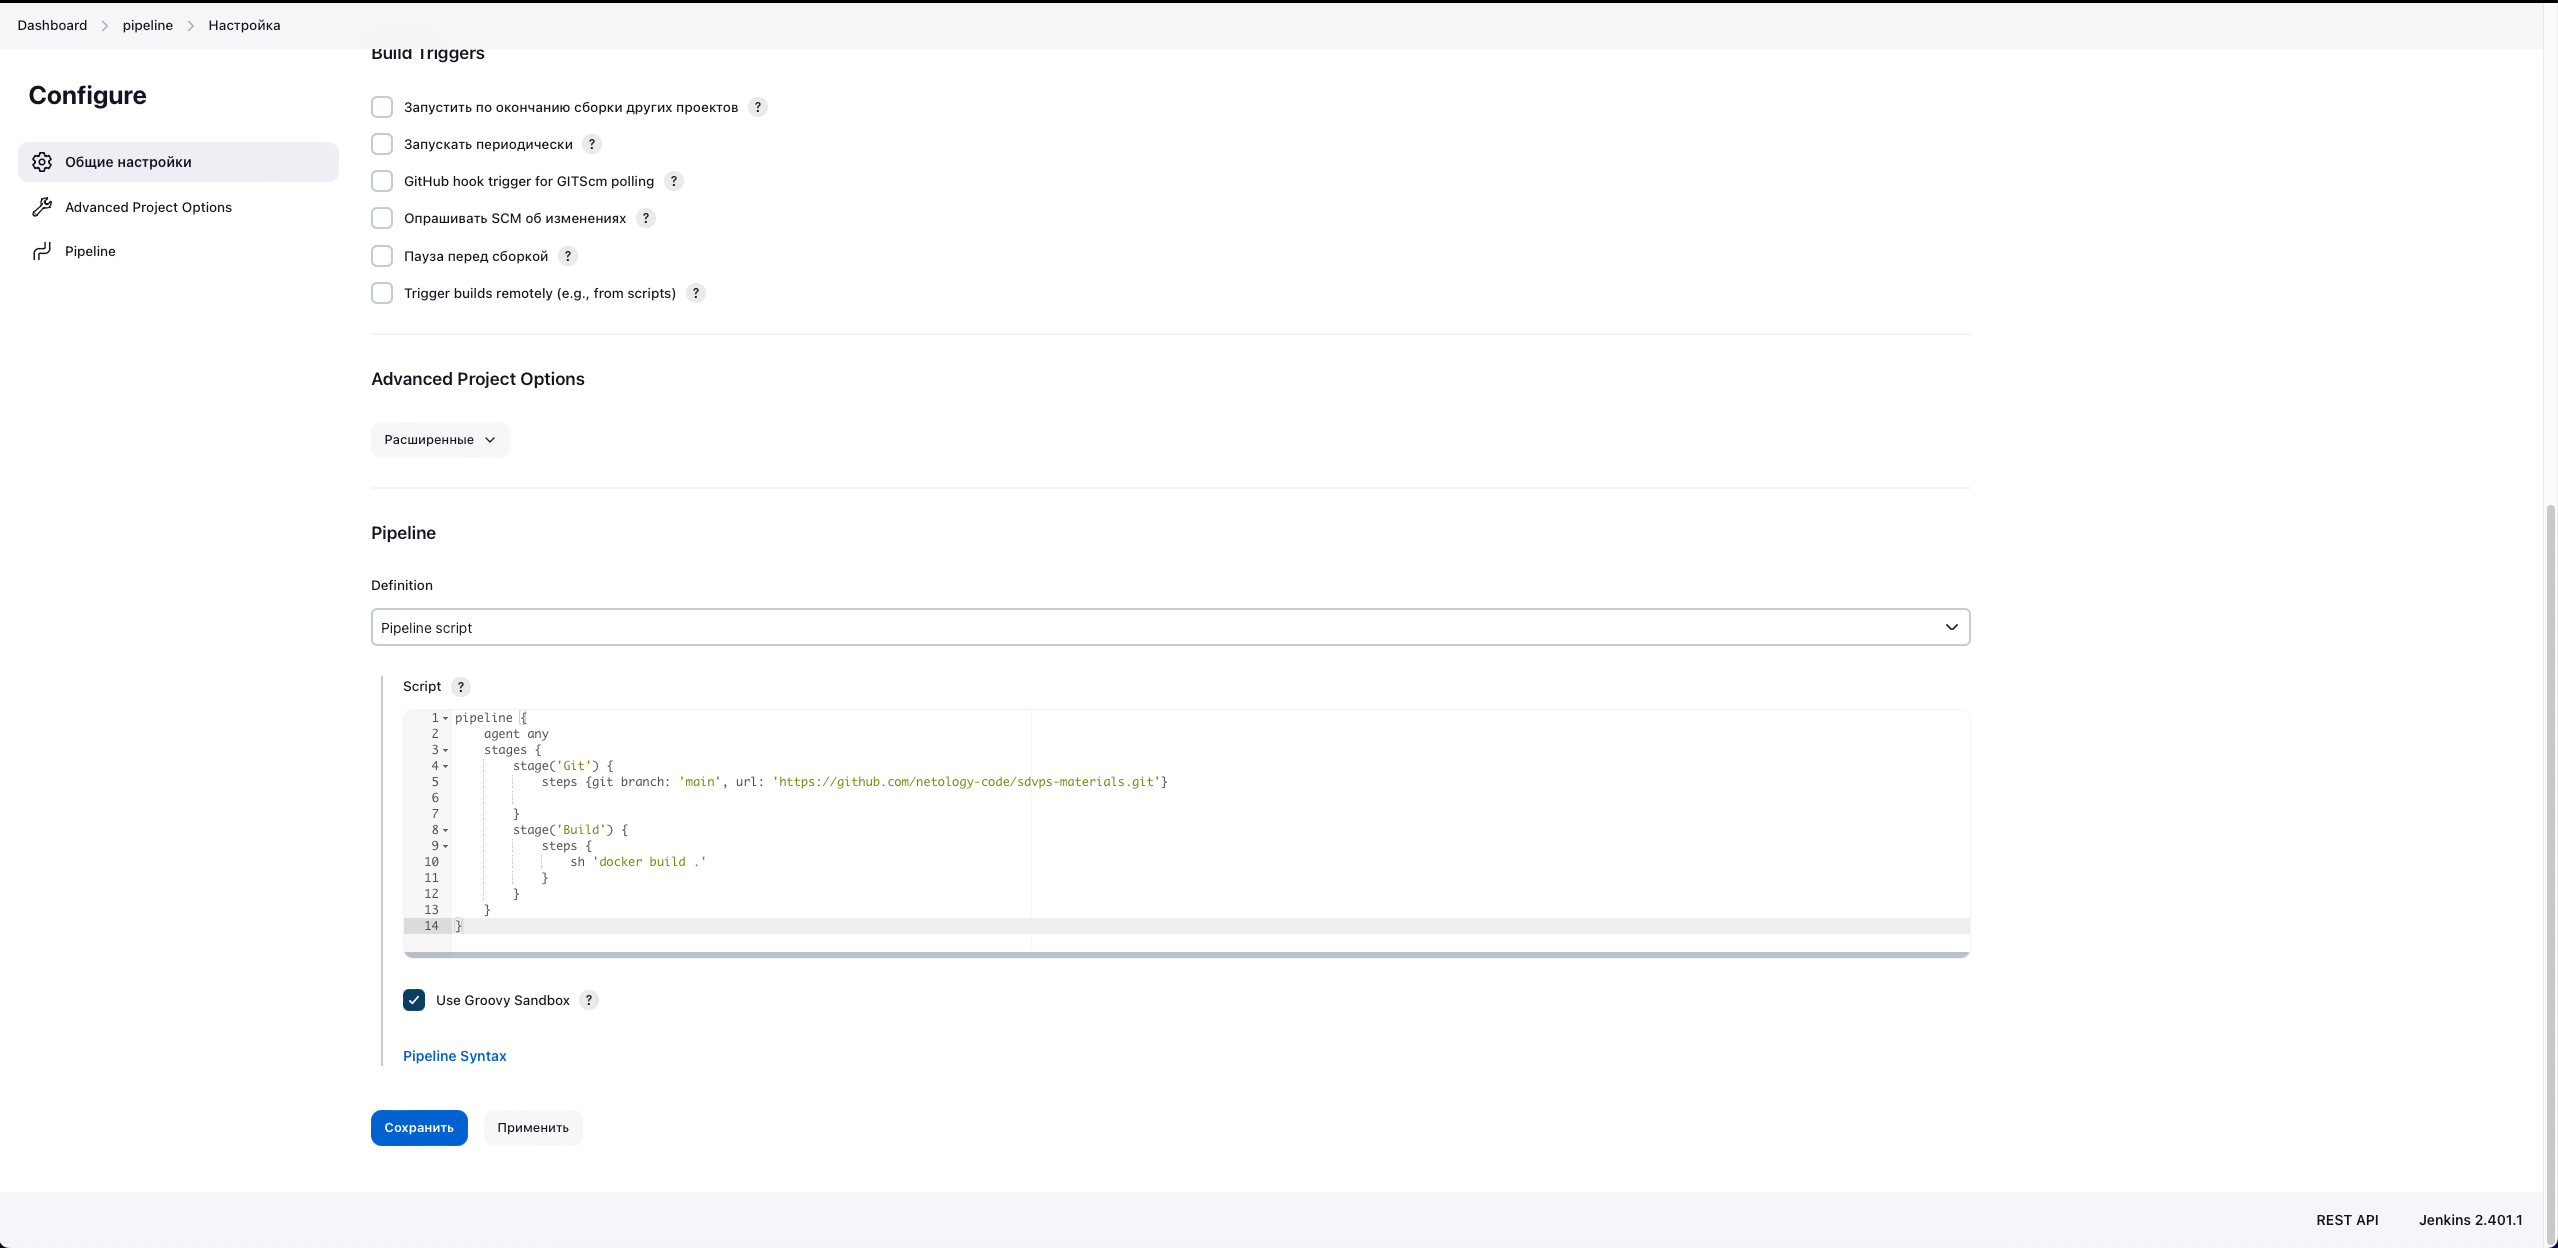 Dashboard > pipeline > Настройка
Configure
Общие настройки
Advanced Project Options
Pipeline
Build Triggers
Запустить по окончанию сборки других проектов ?
Запускать периодически ?
GitHub hook trigger for GITScm polling ?
Опрашивать SCM об изменениях ?
Пауза перед сборкой ?
Trigger builds remotely (e.g., from scripts) ?
Advanced Project Options
Расширенные
Pipeline
Definition
Pipeline script
Script ?
1 pipeline {
2     agent any
3     stages {
4         stage('Git') {
5             steps {git branch: 'main', url: 'https://github.com/netology-code/sdvps-materials.git'}
6
7         }
8         stage('Build') {
9             steps {
10                 sh 'docker build .'
11             }
12         }
13     }
14 }
Use Groovy Sandbox ?
Pipeline Syntax
Сохранить Применить
REST API Jenkins 2.401.1